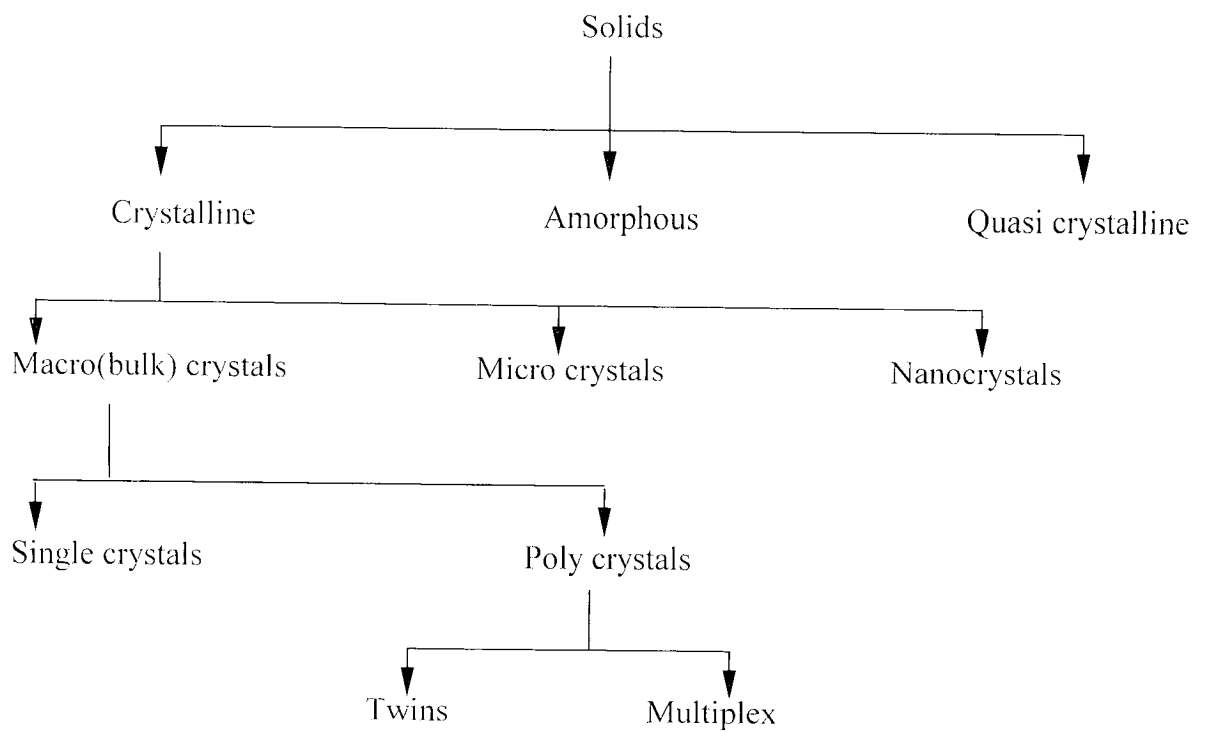 Solids
Crystalline
Amorphous
Quasi crystalline
Macro(bulk) crystals
Micro crystals
Nanocrystals
Single crystals
Poly crystals
Twins
Multiplex